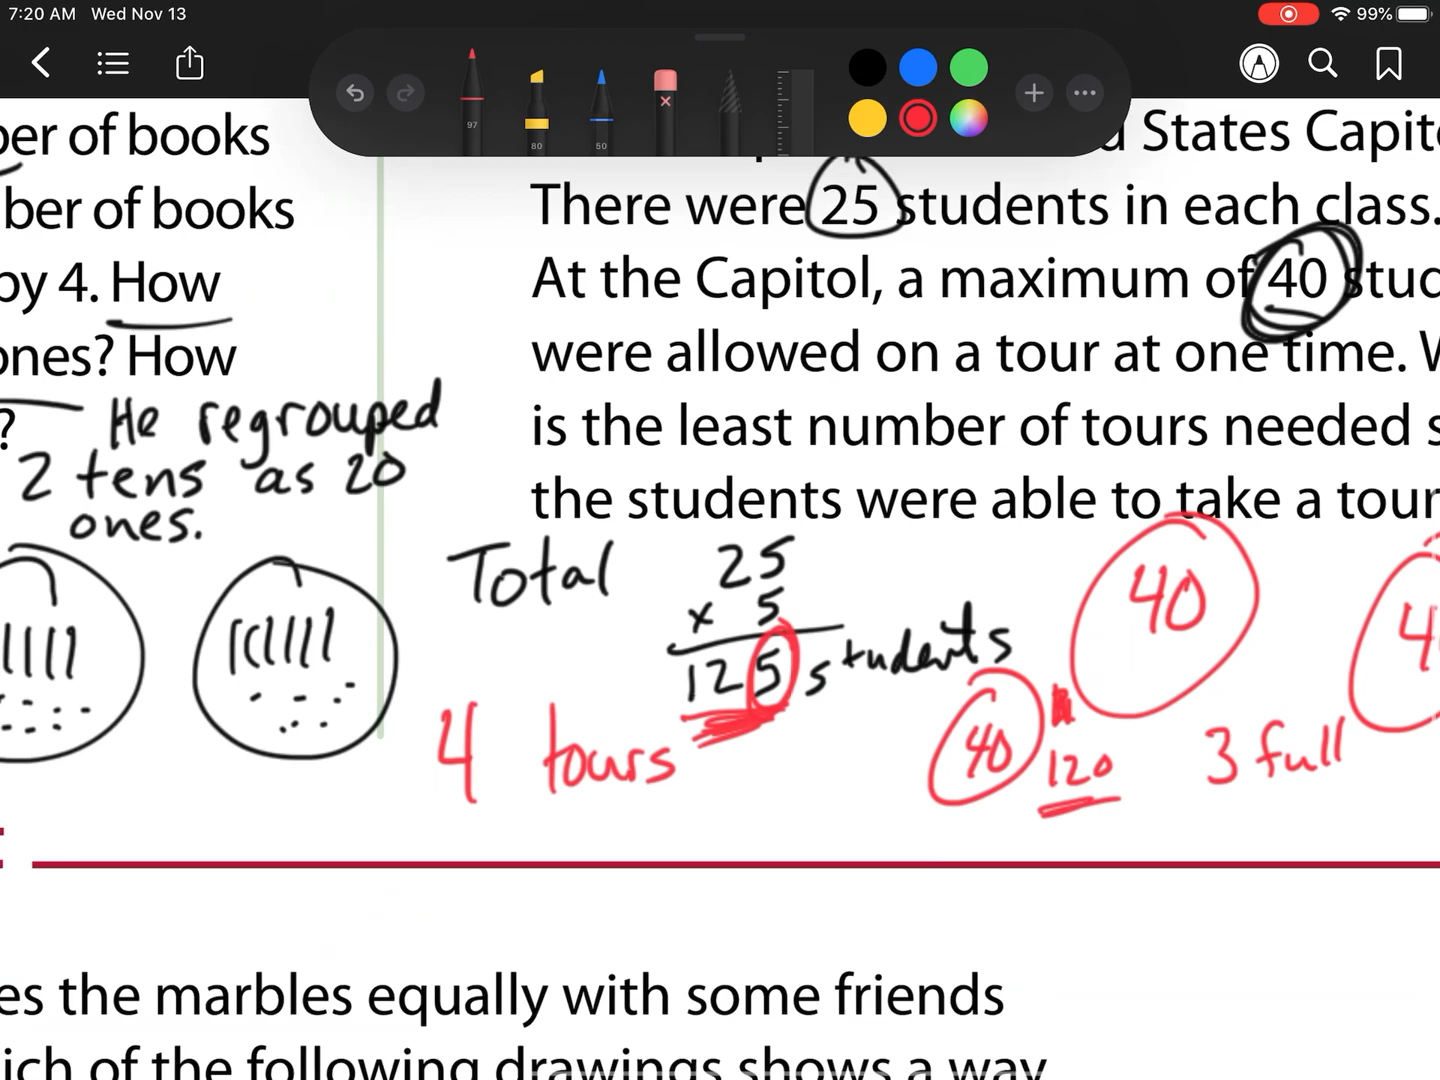 7:20 AM Wed Nov 13
99%
97
80
50
ber of books
ber of books
by 4. How
ones? How
?
He regrouped
2 tens as 20
ones.
States Capit
There were 25 students in each class.
At the Capitol, a maximum of 40 stud
were allowed on a tour at one time. W
is the least number of tours needed s
the students were able to take a tour
Total
25
x 5
125 students
4 tours
40
40
120
3 full
4
es the marbles equally with some friends
ich of the following drawings shows a way